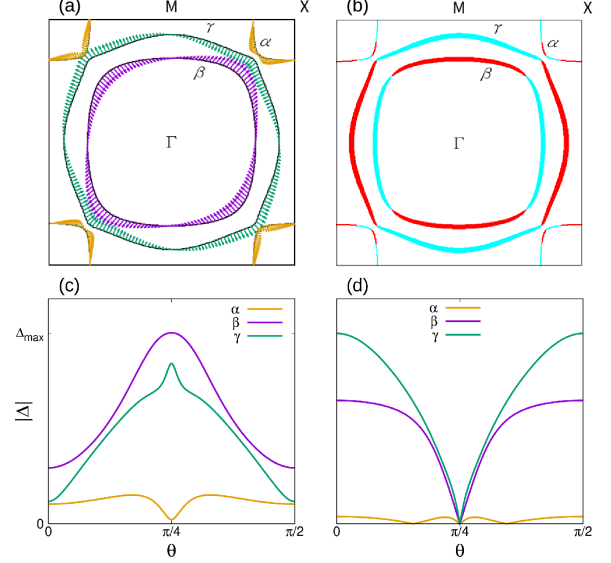 (a) M X (b) M X
γ α γ α
β β
Γ Γ
(c) (d)
α α
β β
γ γ
Δmax
|Δ|
0
0 π/4 π/2 0 π/4 π/2
θ θ